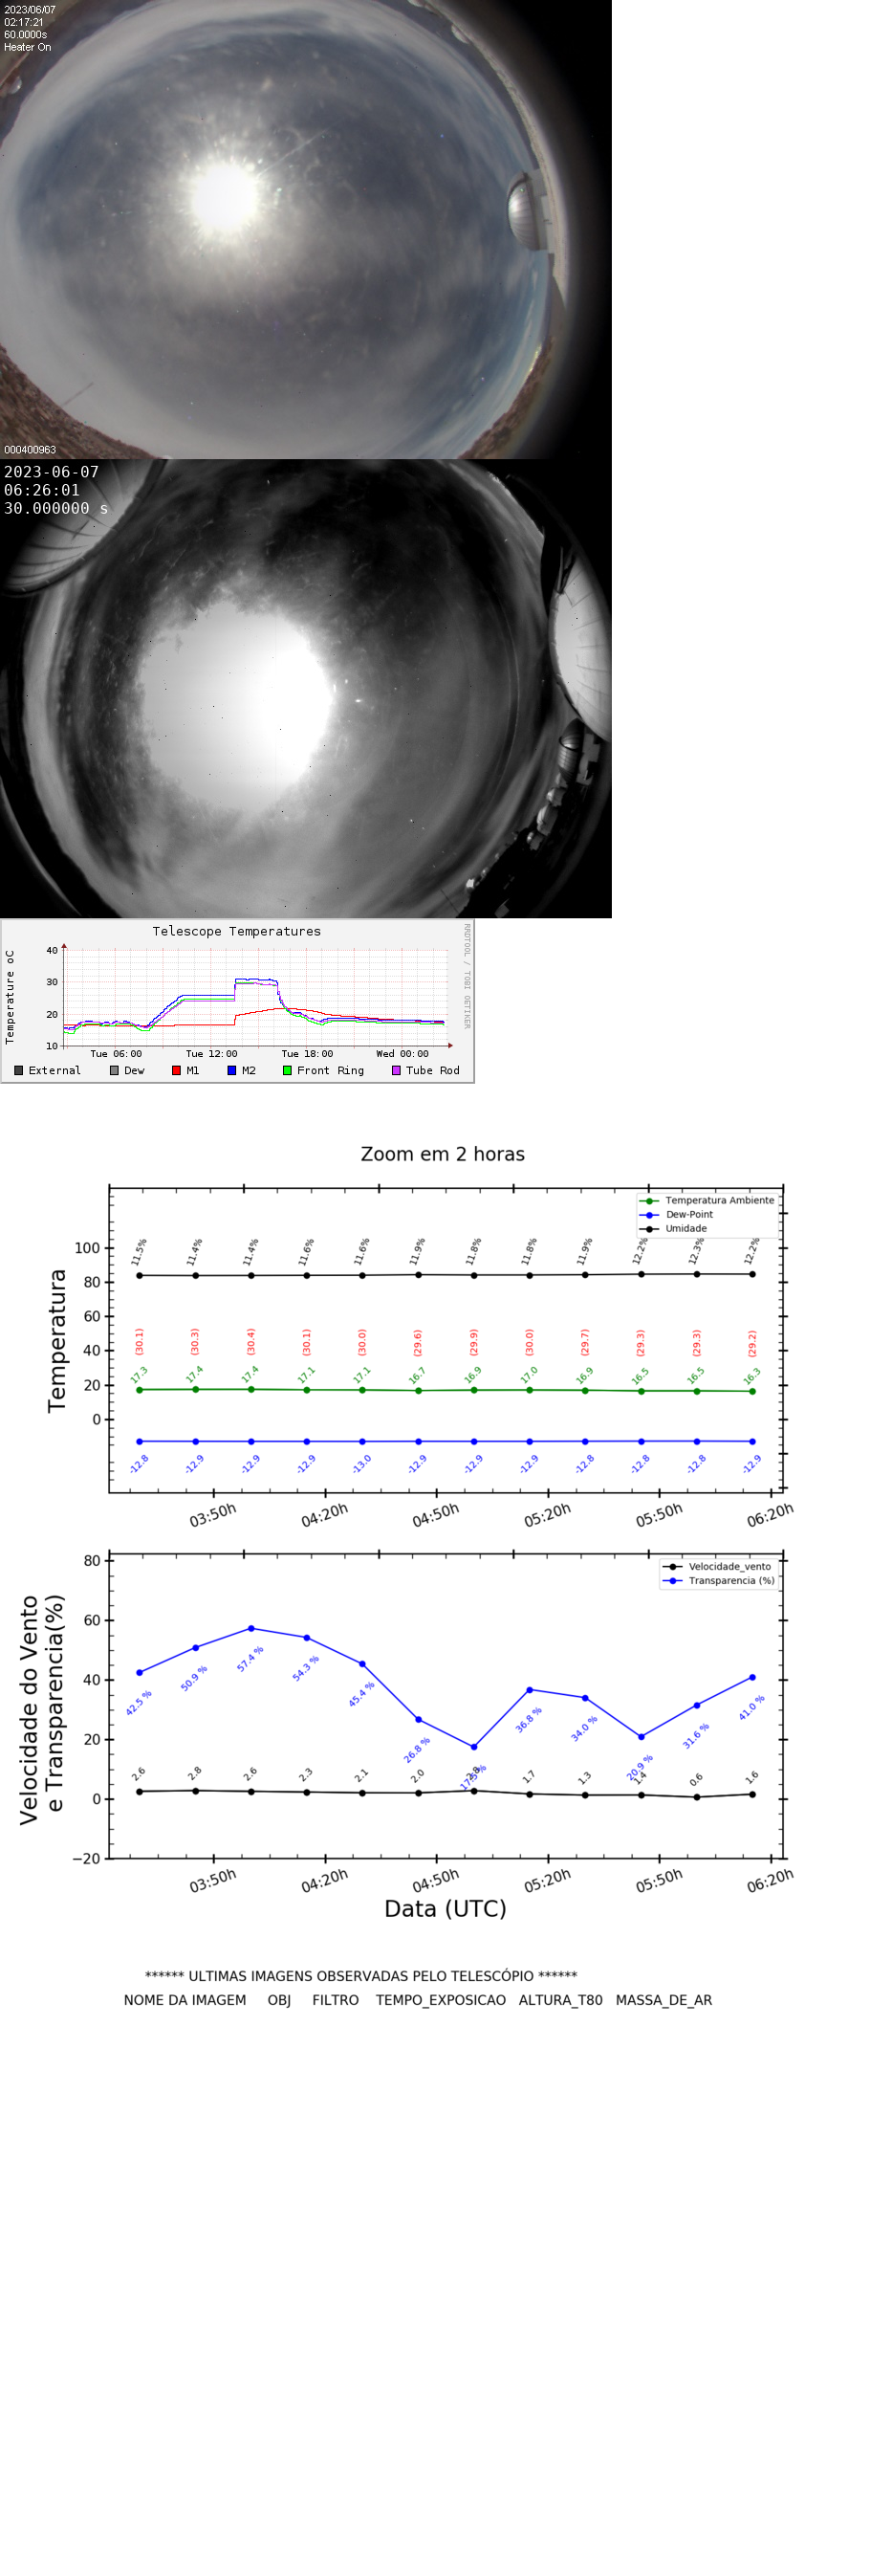 2023/06/07
02:17:21
60.0000s
Heater On
000400963
2023-06-07
06:26:01
30.000000 s
Telescope Temperatures
RRDTOOL / TOBI OETIKER
Temperature oC
40
30
20
10
Tue 06:00 Tue 12:00 Tue 18:00 Wed 00:00
External Dew M1 M2 Front Ring Tube Rod
Zoom em 2 horas
Temperatura Ambiente
Dew-Point
Umidade
Temperatura
100
80
60
40
20
0
11.5% 11.4% 11.4% 11.6% 11.6% 11.9% 11.8% 11.8% 11.9% 12.2% 12.3% 12.2%
(30.1) (30.3) (30.4) (30.1) (30.0) (29.6) (29.9) (30.0) (29.7) (29.3) (29.3) (29.2)
17.3 17.4 17.4 17.1 17.1 16.7 16.9 17.0 16.9 16.5 16.5 16.3
-12.8 -12.9 -12.9 -12.9 -13.0 -12.9 -12.9 -12.9 -12.8 -12.8 -12.8 -12.9
03:50h 04:20h 04:50h 05:20h 05:50h 06:20h
Velocidade_vento
Transparencia (%)
Velocidade do Vento
e Transparencia(%)
80
60
40
20
0
−20
42.5 % 50.9 % 57.4 % 54.3 % 45.4 % 26.8 % 36.8 % 34.0 % 20.9 % 31.6 % 41.0 %
2.6 2.8 2.6 2.3 2.1 2.0 1.7 1.3 1.4 0.6 1.6
03:50h 04:20h 04:50h 05:20h 05:50h 06:20h
Data (UTC)
****** ULTIMAS IMAGENS OBSERVADAS PELO TELESCÓPIO ******
NOME DA IMAGEM OBJ FILTRO TEMPO_EXPOSICAO ALTURA_T80 MASSA_DE_AR